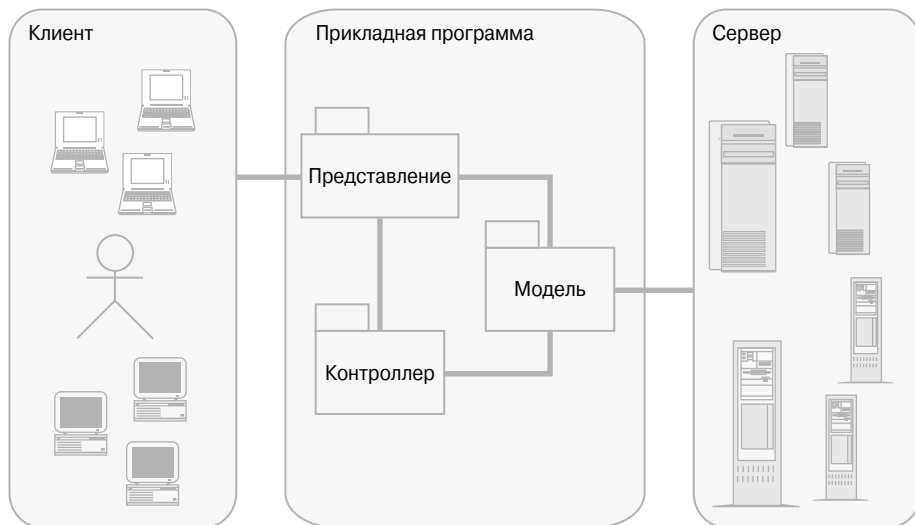 Клиент
Прикладная программа
Сервер
Представление
Модель
Контроллер